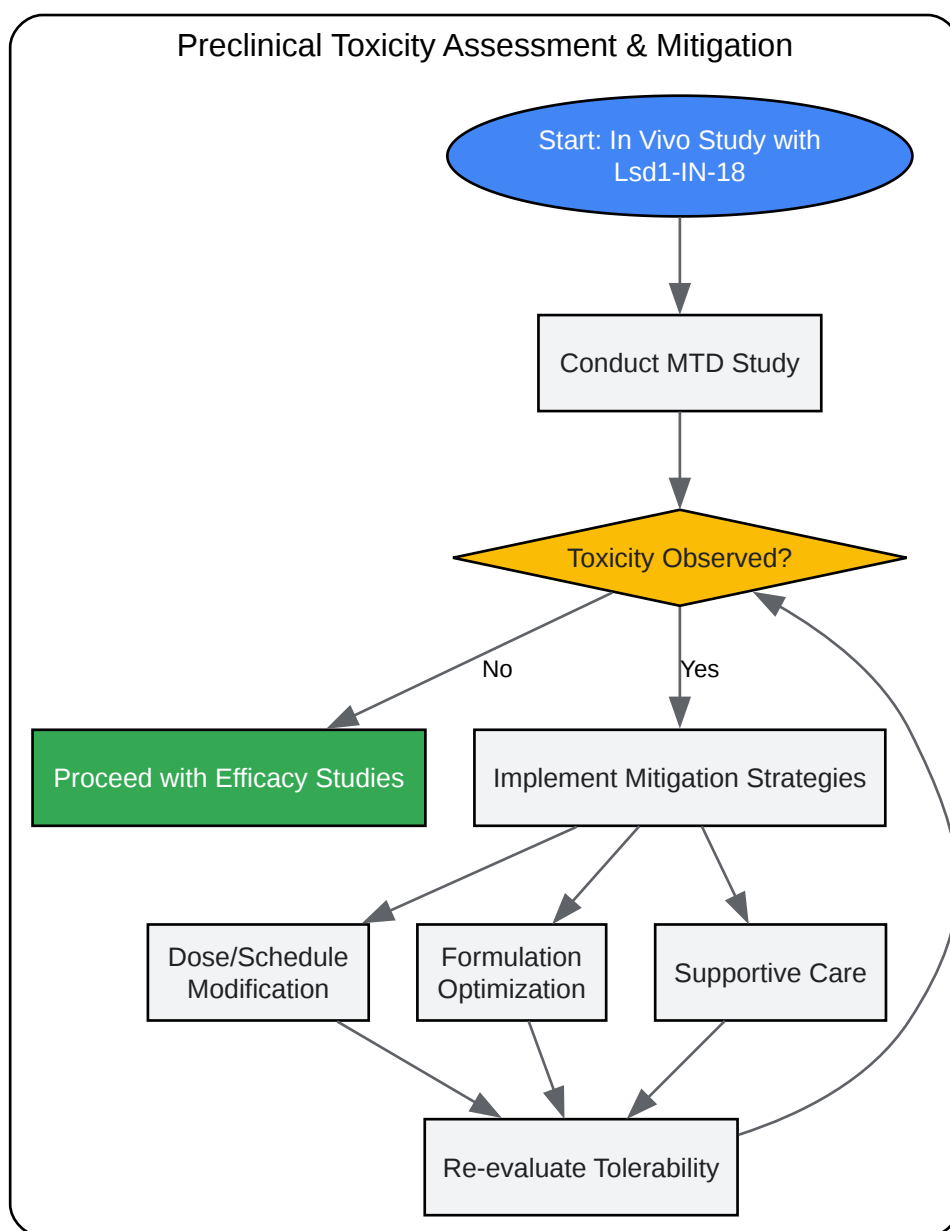 Preclinical Toxicity Assessment & Mitigation
Start: In Vivo Study with
Lsd1-IN-18
Conduct MTD Study
Toxicity Observed?
No
Yes
Proceed with Efficacy Studies
Implement Mitigation Strategies
Dose/Schedule
Modification
Formulation
Optimization
Supportive Care
Re-evaluate Tolerability